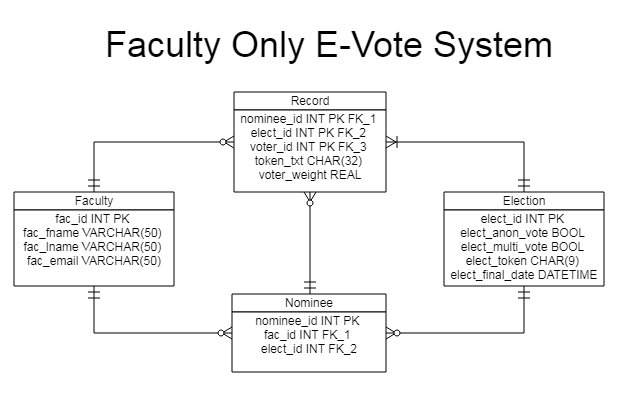 Faculty Only E-Vote System
Record
nominee_id INT PK FK_1
elect_id INT PK FK_2
voter_id INT PK FK_3
token_txt CHAR(32)
voter_weight REAL
Faculty
fac_id INT PK
fac_fname VARCHAR(50)
fac_lname VARCHAR(50)
fac_email VARCHAR(50)
Election
elect_id INT PK
elect_anon_vote BOOL
elect_multi_vote BOOL
elect_token CHAR(9)
elect_final_date DATETIME
Nominee
nominee_id INT PK
fac_id INT FK_1
elect_id INT FK_2